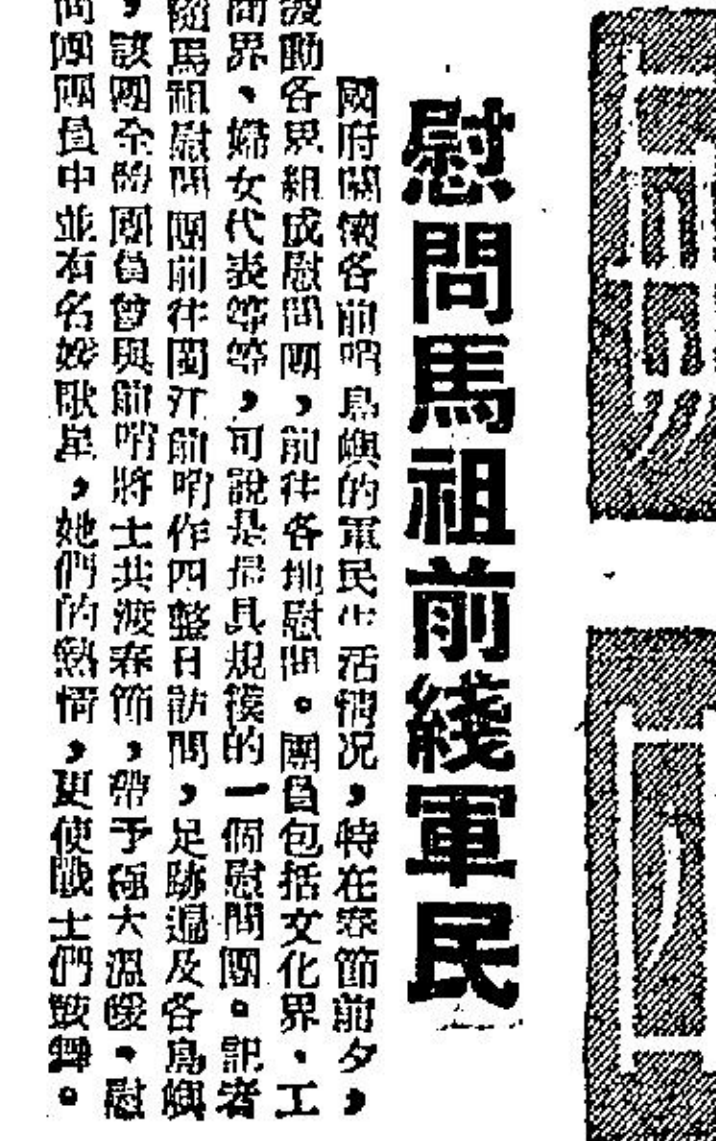 慰問馬祖前綫軍民
國府關懷各前哨島嶼的軍民生活情况，特在春節前夕，
發動各界組成慰問團，前往各地慰問。團員包括文化界、工
商界、婦女代表等等，可說是最具規模的一個慰問團。記者
隨馬祖慰問團前往閩江前哨作四整日訪問，足跡遍及各島嶼
，該團全體團員曾與前哨將士共渡春節，帶予極大溫暖、慰
問團團員中並有名女歌星，她們的熱情，更使戰士們鼓舞。